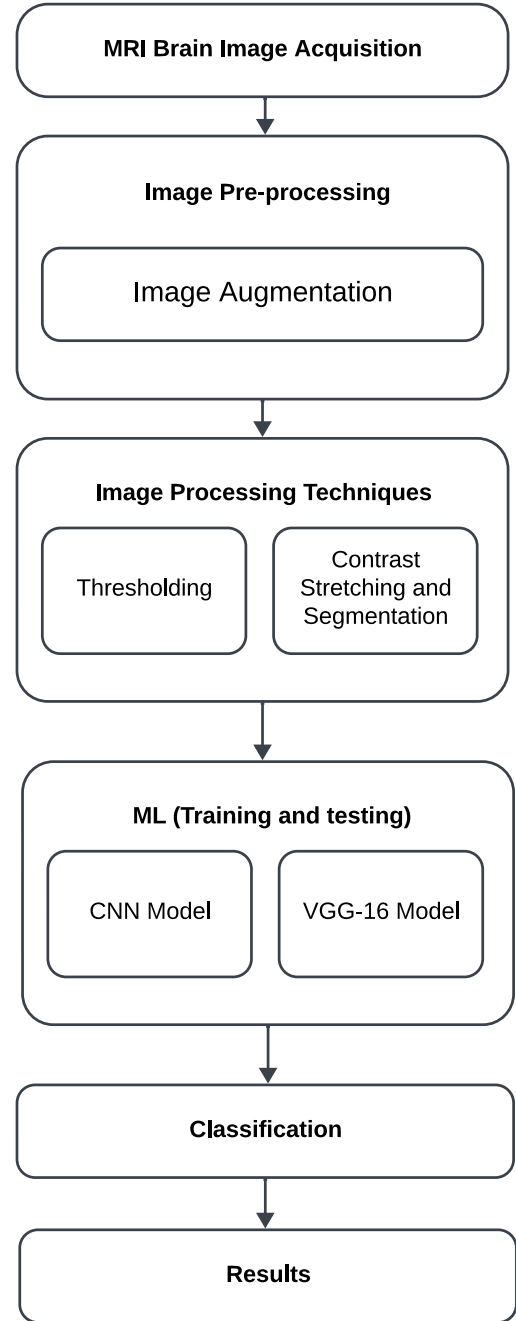 MRI Brain Image Acquisition
Image Pre-processing
Image Augmentation
Image Processing Techniques
Thresholding
Contrast
Stretching and
Segmentation
ML (Training and testing)
CNN Model
VGG-16 Model
Classification
Results